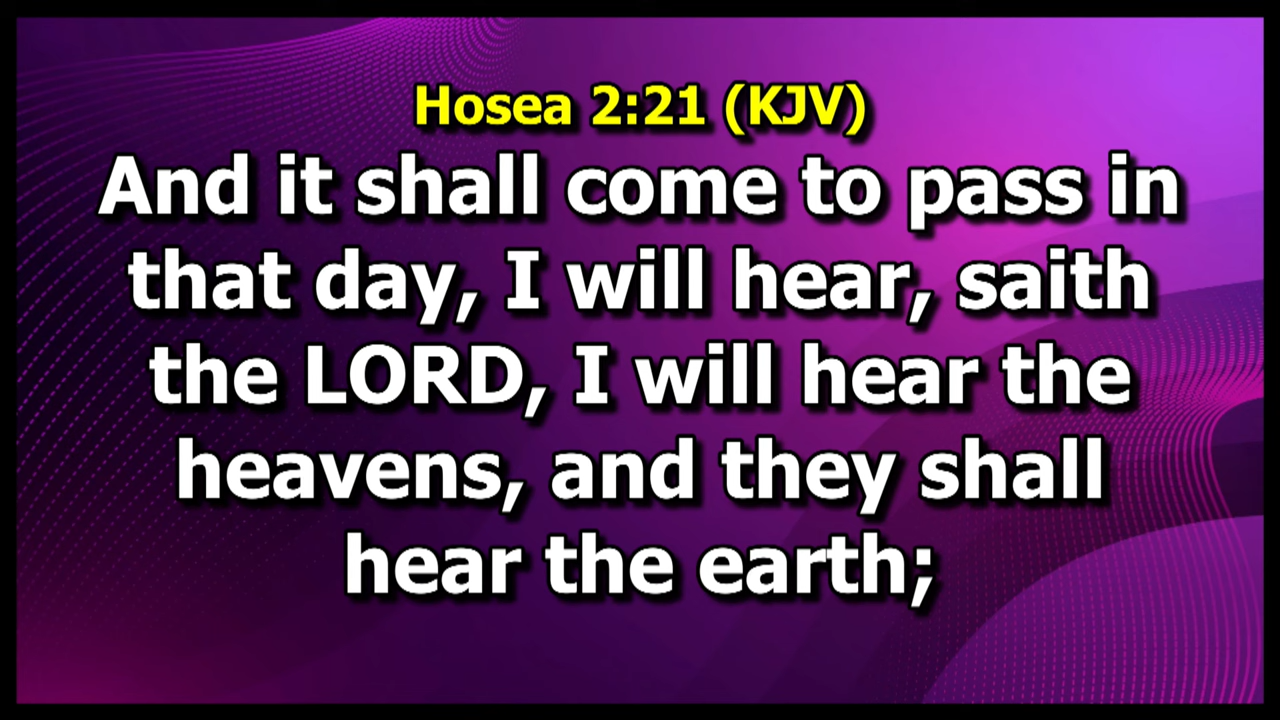 Hosea 2:21 (KJV)
And it shall come to pass in
that day, I will hear, saith
the LORD, I will hear the
heavens, and they shall
hear the earth;